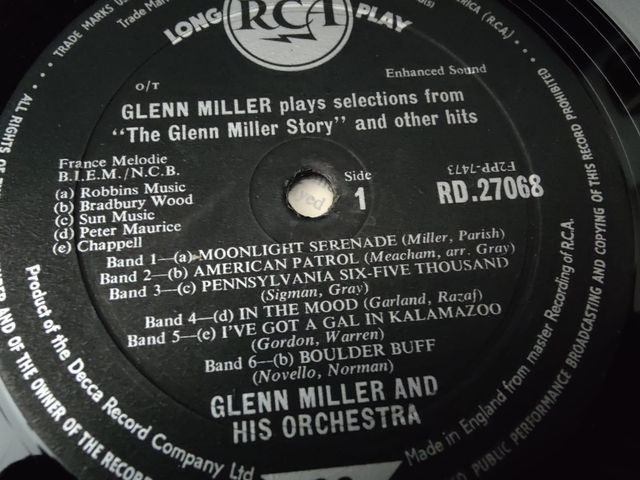 RCA
LONG PLAY
TRADE MARKS
Trade Mark
(R.C.A.)
Enhanced Sound
O/T
GLENN MILLER plays selections from
"The Glenn Miller Story" and other hits
France Melodie
B.I.E.M./N.C.B.
(a) Robbins Music
(b) Bradbury Wood
(c) Sun Music
(d) Peter Maurice
(e) Chappell
Side
1
F2PP-7473
RD.27068
Band 1—(a) MOONLIGHT SERENADE (Miller, Parish)
Band 2—(b) AMERICAN PATROL (Meacham, arr. Gray)
Band 3—(c) PENNSYLVANIA SIX-FIVE THOUSAND
(Sigman, Gray)
Band 4—(d) IN THE MOOD (Garland, Razaf)
Band 5—(e) I'VE GOT A GAL IN KALAMAZOO
(Gordon, Warren)
Band 6—(b) BOULDER BUFF
(Novello, Norman)
GLENN MILLER AND
HIS ORCHESTRA
Product of the Decca Record Company Ltd
Made in England from master Recording of R.C.A.
ALL RIGHTS OF
AND OF THE OWNER OF THE RECORD
PUBLIC PERFORMANCE BROADCASTING AND COPYING OF THIS RECORD PROHIBITED